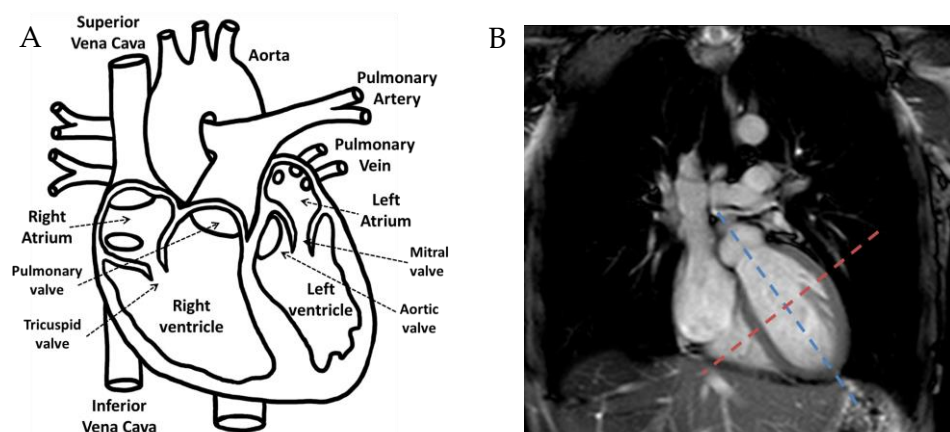 A
Superior
Vena Cava
Aorta
Pulmonary
Artery
Pulmonary
Vein
Left
Atrium
Right
Atrium
Mitral
valve
Pulmonary
valve
Right
ventricle
Left
ventricle
Aortic
valve
Tricuspid
valve
Inferior
Vena Cava
B